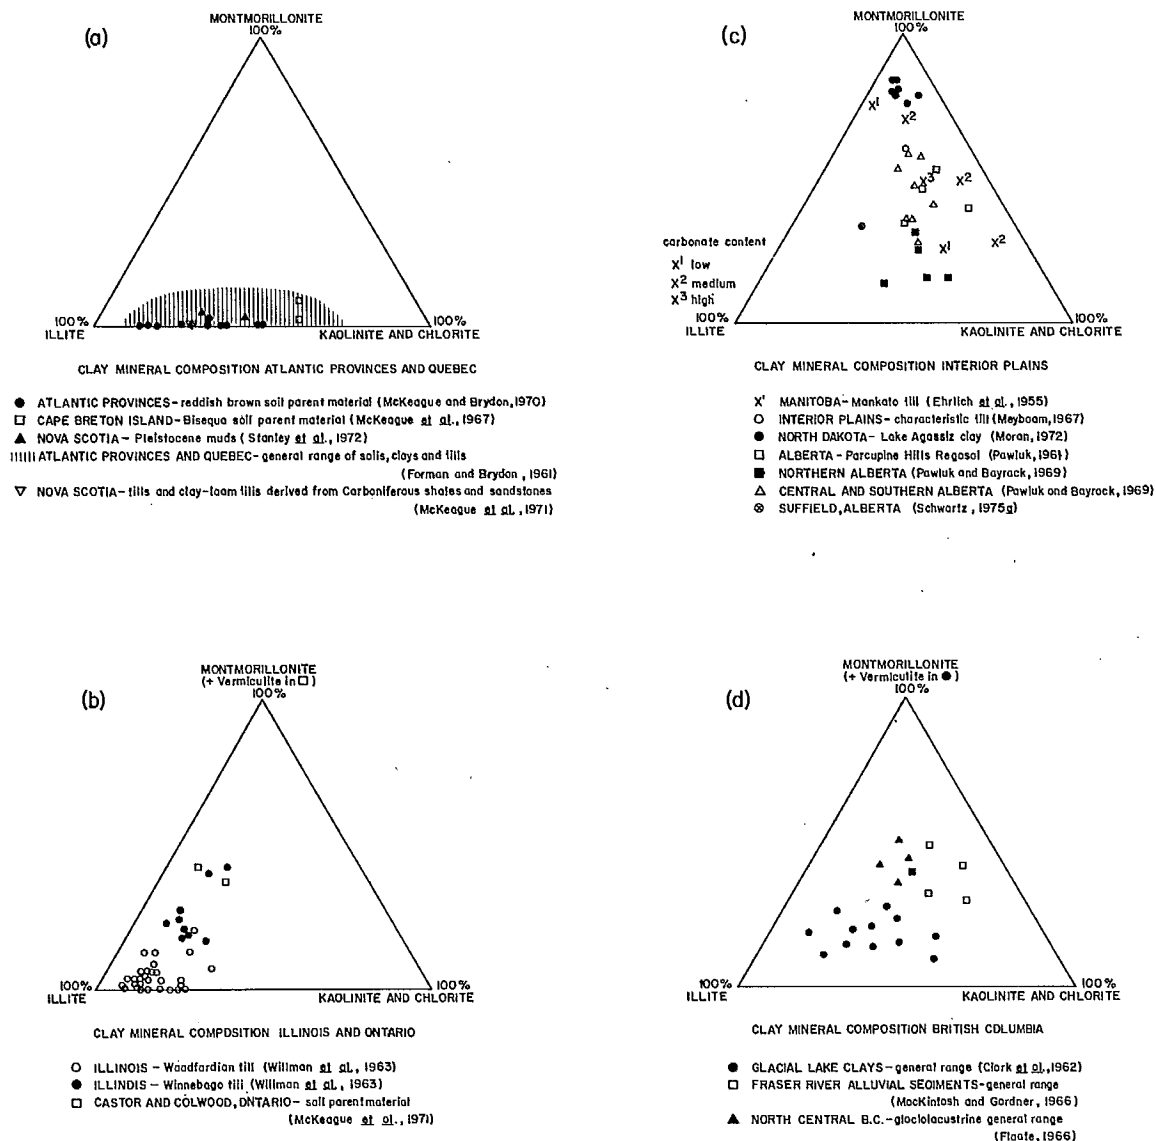 (a)
MONTMORILLONITE
100%
100%
ILLITE
100%
KAOLINITE AND CHLORITE
CLAY MINERAL COMPOSITION ATLANTIC PROVINCES AND QUEBEC
ATLANTIC PROVINCES-reddish brown soil parent material (McKeague and Brydon, 1970)
CAPE BRETON ISLAND-Bisequa soil parent material (McKeague et al., 1967)
NOVA SCOTIA- Pleistocene muds (Stanley et al., 1972)
ATLANTIC PROVINCES AND QUEBEC-general range of soils, clays and tills
(Forman and Brydon, 1961)
NOVA SCOTIA-tills and clay-loam tills derived from Carboniferous shales and sandstones
(McKeague et al., 1971)
(c)
MONTMORILLONITE
100%
X1
X2
X3
X2
X1
X2
carbonate content
X1 low
X2 medium
X3 high
100%
ILLITE
100%
KAOLINITE AND CHLORITE
CLAY MINERAL COMPOSITION INTERIOR PLAINS
X' MANITOBA-Mankato till (Ehrlich et al., 1955)
INTERIOR PLAINS-characteristic till (Meyboom, 1967)
NORTH DAKOTA-Lake Agassiz clay (Moran, 1972)
ALBERTA-Porcupine Hills Regosol (Pawluk, 1961)
NORTHERN ALBERTA (Pawluk and Bayrock, 1969)
CENTRAL AND SOUTHERN ALBERTA (Pawluk and Bayrock, 1969)
SUFFIELD, ALBERTA (Schwartz, 1975g)
(b)
MONTMORILLONITE
(+ Vermiculite in □)
100%
100%
ILLITE
100%
KAOLINITE AND CHLORITE
CLAY MINERAL COMPOSITION ILLINOIS AND ONTARIO
ILLINOIS - Woodfordian till (Willman et al., 1963)
ILLINOIS - Winnebago till (Willman et al., 1963)
CASTOR AND COLWOOD, ONTARIO- soil parent material
(McKeague et al., 1971)
(d)
MONTMORILLONITE
(+ Vermiculite in ●)
100%
100%
ILLITE
100%
KAOLINITE AND CHLORITE
CLAY MINERAL COMPOSITION BRITISH COLUMBIA
GLACIAL LAKE CLAYS-general range (Clark et al., 1962)
FRASER RIVER ALLUVIAL SEDIMENTS-general range
(MacKintosh and Gardner, 1966)
NORTH CENTRAL B.C.-glaciolacustrine general range
(Flaate, 1966)